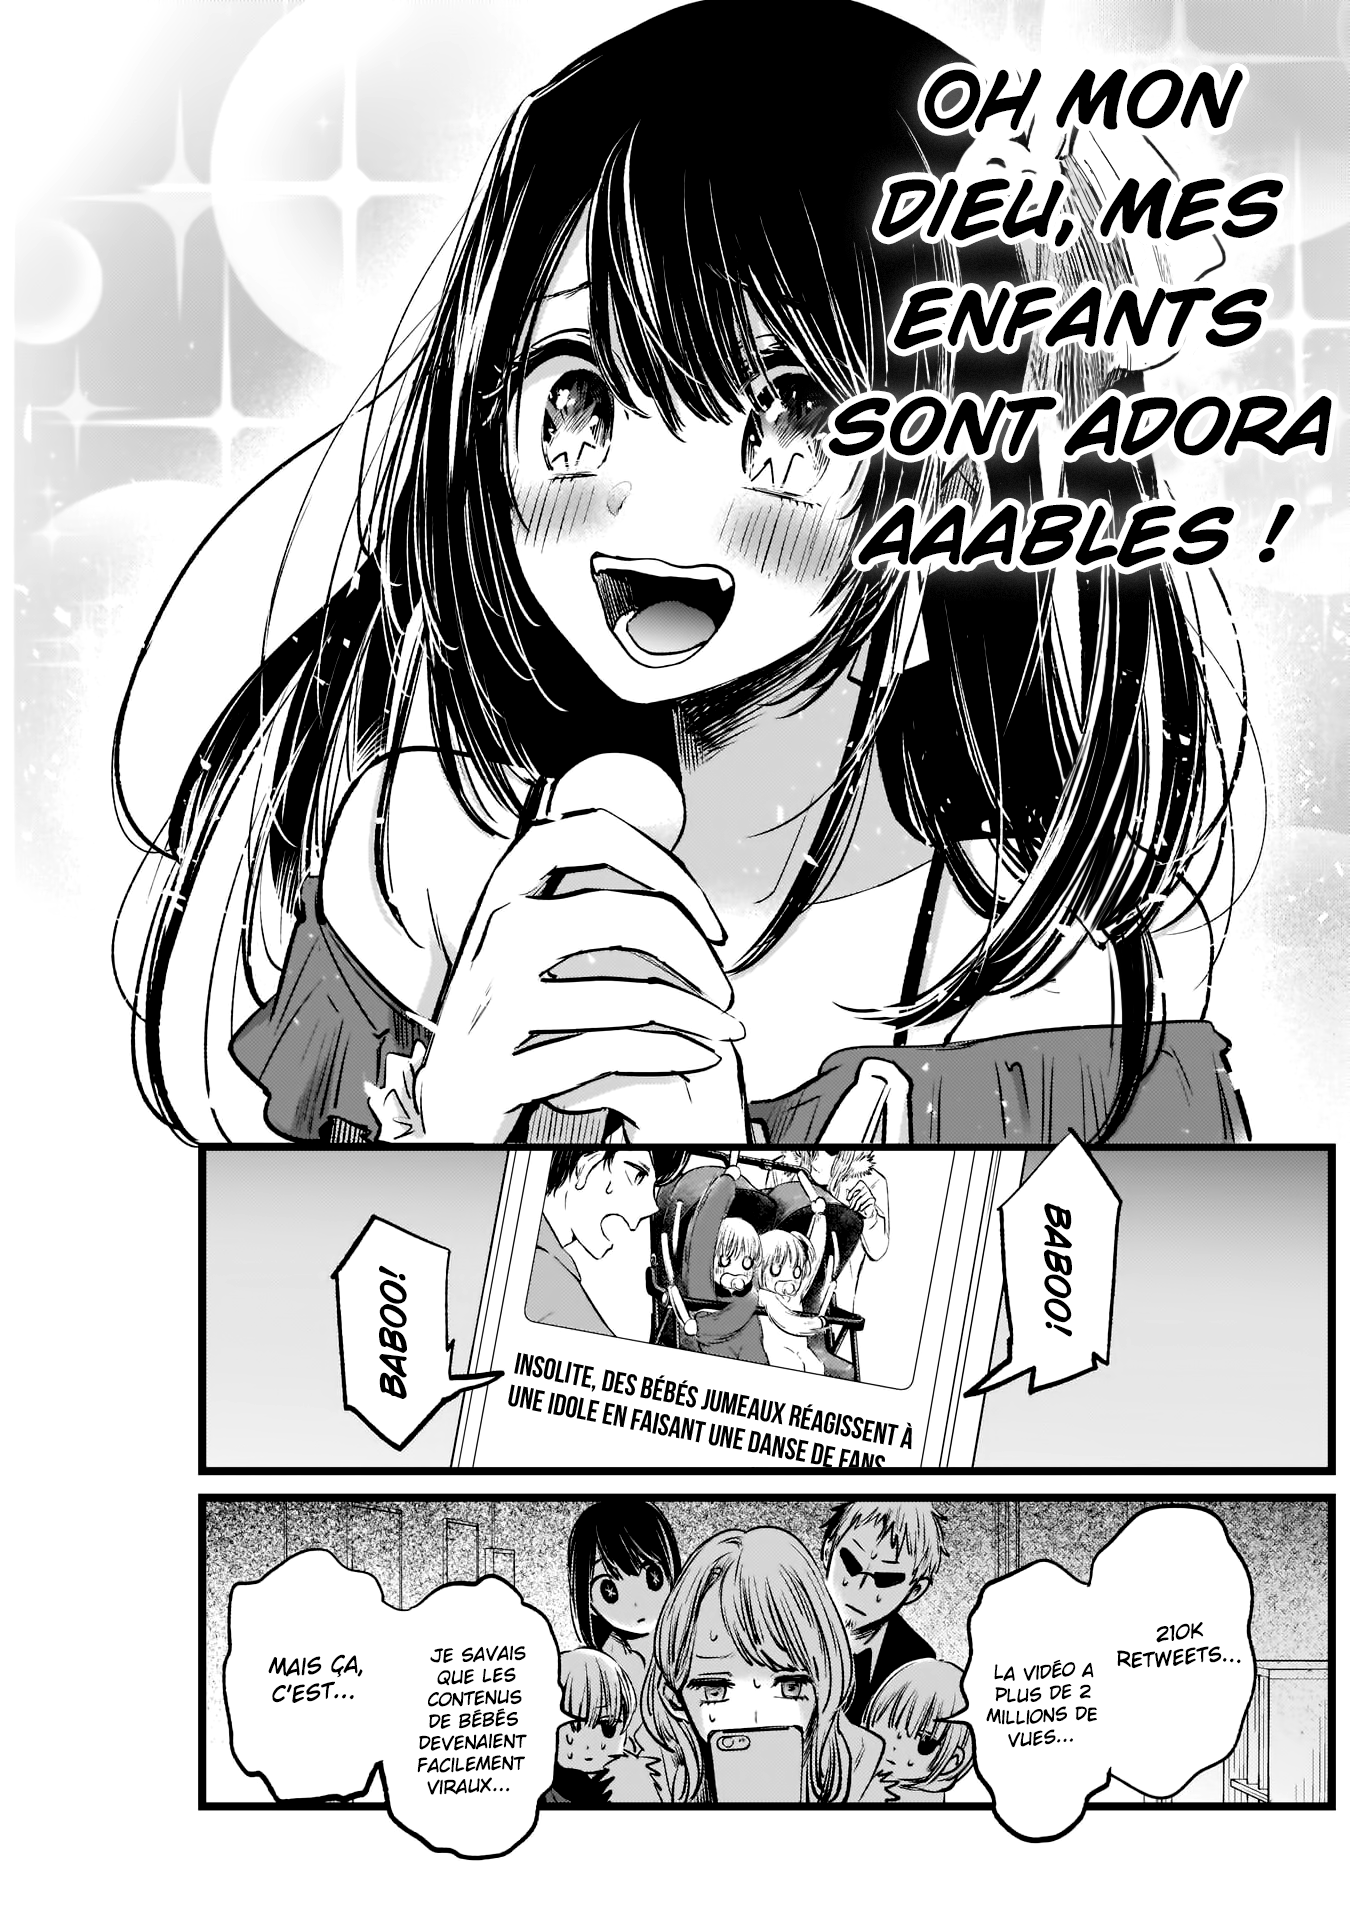 OH MON
DIEU, MES
ENFANTS
SONT ADORA
AAABLES !
BABOO!
BABOO!
INSOLITE, DES BÉBÉS JUMEAUX RÉAGISSENT À
UNE IDOLE EN FAISANT UNE DANSE DE FANS
210K
RETWEETS...
LA VIDÉO A
PLUS DE 2
MILLIONS DE
VUES...
JE SAVAIS
QUE LES
CONTENUS
DE BÉBÉS
DEVENAIENT
FACILEMENT
VIRAUX...
MAIS ÇA,
C'EST...